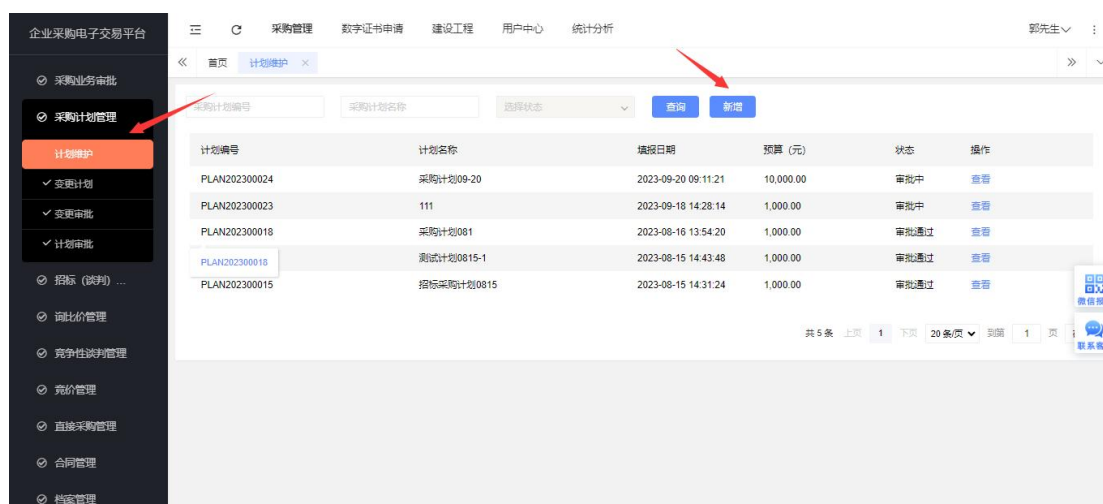 企业采购电子交易平台
采购管理 数字证书申请 建设工程 用户中心 统计分析 郭先生
首页 计划维护 ×
采购业务审批
采购计划管理
计划维护
变更计划
变更审批
计划审批
招标（谈判）...
询比价管理
竞争性谈判管理
竞价管理
直接采购管理
合同管理
档案管理
采购计划编号 采购计划名称 选择状态 查询 新增
计划编号 计划名称 填报日期 预算（元） 状态 操作
PLAN202300024 采购计划09-20 2023-09-20 09:11:21 10,000.00 审批中 查看
PLAN202300023 111 2023-09-18 14:28:14 1,000.00 审批中 查看
PLAN202300018 采购计划081 2023-08-16 13:54:20 1,000.00 审批通过 查看
PLAN202300018 测试计划0815-1 2023-08-15 14:43:48 1,000.00 审批通过 查看
PLAN202300015 招标采购计划0815 2023-08-15 14:31:24 1,000.00 审批通过 查看
共 5 条 上页 1 下页 20 条/页 到第 1 页
微信
联系客